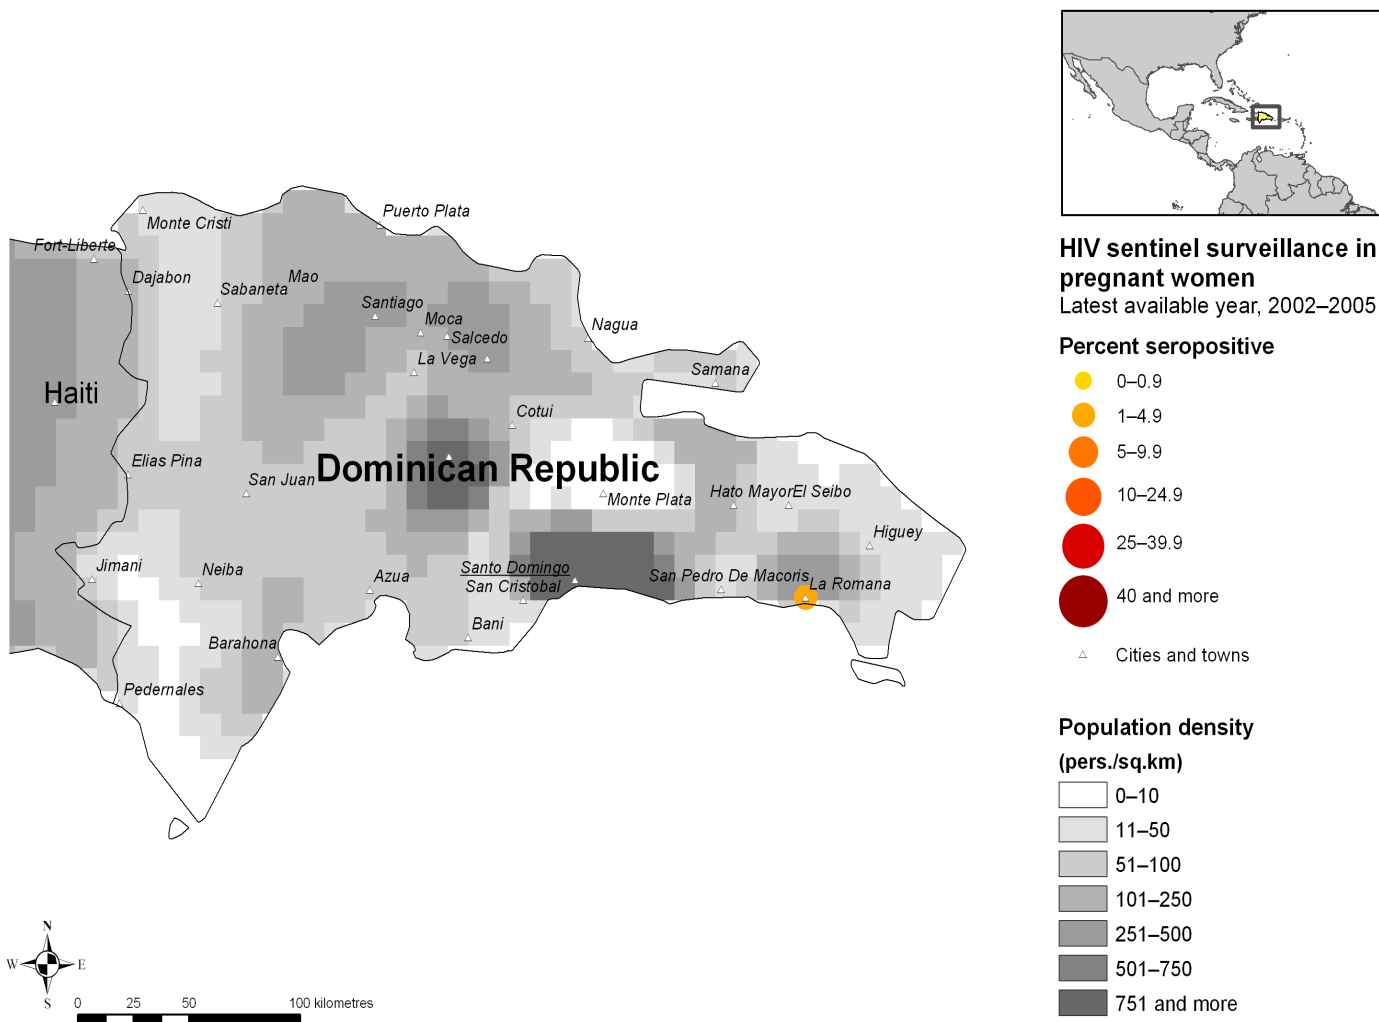 HIV sentinel surveillance in
pregnant women
Latest available year, 2002–2005
Percent seropositive
0–0.9
1–4.9
5–9.9
10–24.9
25–39.9
40 and more
Cities and towns
Population density
(pers./sq.km)
0–10
11–50
51–100
101–250
251–500
501–750
751 and more
Puerto Plata
Monte Cristi
Fort-Liberte
Dajabon
Mao
Sabaneta
Santiago
Moca
Nagua
Salcedo
La Vega
Samana
Haiti
Cotui
Elias Pina
Dominican Republic
San Juan
Monte Plata
Hato Mayor
El Seibo
Higuey
Jimani
Neiba
Azua
Santo Domingo
San Cristobal
San Pedro De Macoris
La Romana
Bani
Barahona
Pedernales
N
W
E
S
0 25 50 100 kilometres